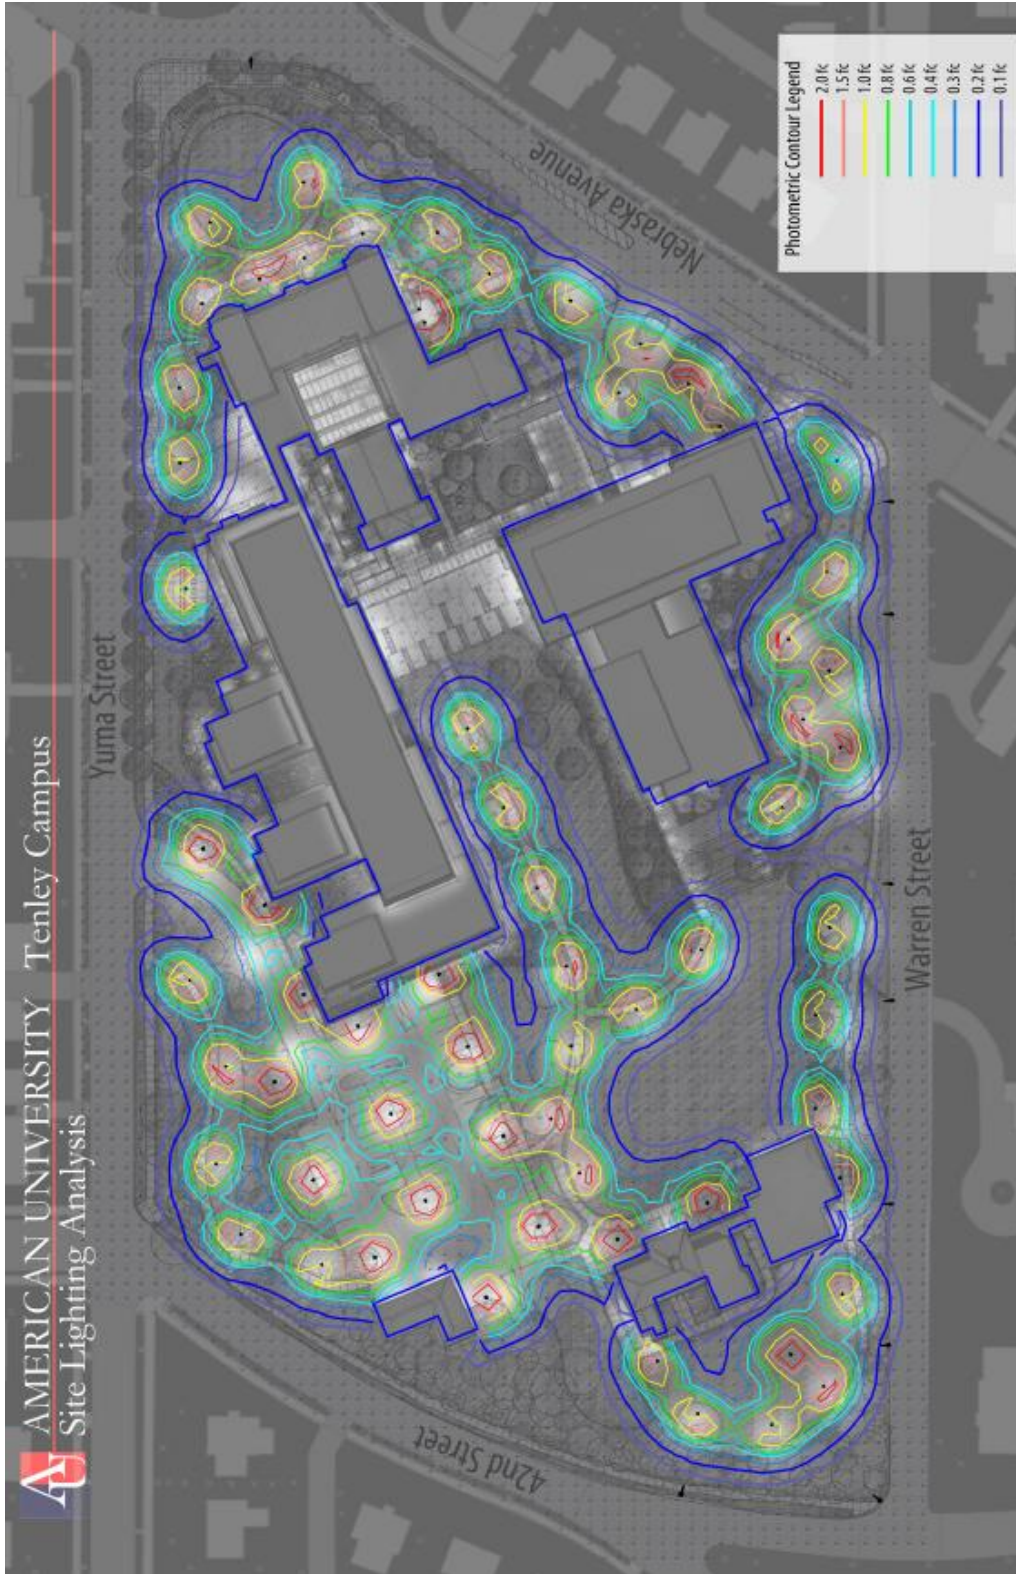 AU
AMERICAN UNIVERSITY Tenley Campus
Site Lighting Analysis
Yuma Street
Nebraska Avenue
42nd Street
Warren Street
Photometric Contour Legend
2.0 fc
1.5 fc
1.0 fc
0.8 fc
0.6 fc
0.4 fc
0.3 fc
0.2 fc
0.1 fc